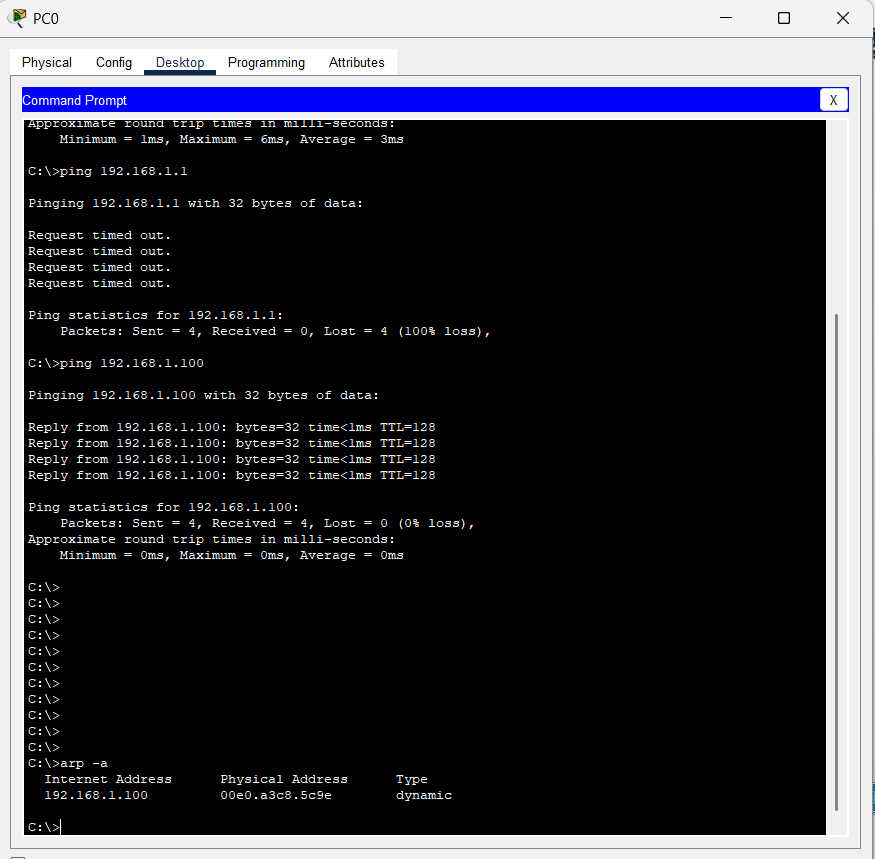 PC0
Physical Config Desktop Programming Attributes
Command Prompt X
Approximate round trip times in milli-seconds:
    Minimum = 1ms, Maximum = 6ms, Average = 3ms
C:\>ping 192.168.1.1
Pinging 192.168.1.1 with 32 bytes of data:
Request timed out.
Request timed out.
Request timed out.
Request timed out.
Ping statistics for 192.168.1.1:
    Packets: Sent = 4, Received = 0, Lost = 4 (100% loss),
C:\>ping 192.168.1.100
Pinging 192.168.1.100 with 32 bytes of data:
Reply from 192.168.1.100: bytes=32 time<1ms TTL=128
Reply from 192.168.1.100: bytes=32 time<1ms TTL=128
Reply from 192.168.1.100: bytes=32 time<1ms TTL=128
Reply from 192.168.1.100: bytes=32 time<1ms TTL=128
Ping statistics for 192.168.1.100:
    Packets: Sent = 4, Received = 4, Lost = 0 (0% loss),
Approximate round trip times in milli-seconds:
    Minimum = 0ms, Maximum = 0ms, Average = 0ms
C:\>
C:\>
C:\>
C:\>
C:\>
C:\>
C:\>
C:\>
C:\>
C:\>
C:\>
C:\>arp -a
  Internet Address      Physical Address      Type
  192.168.1.100         00e0.a3c8.5c9e        dynamic
C:\>